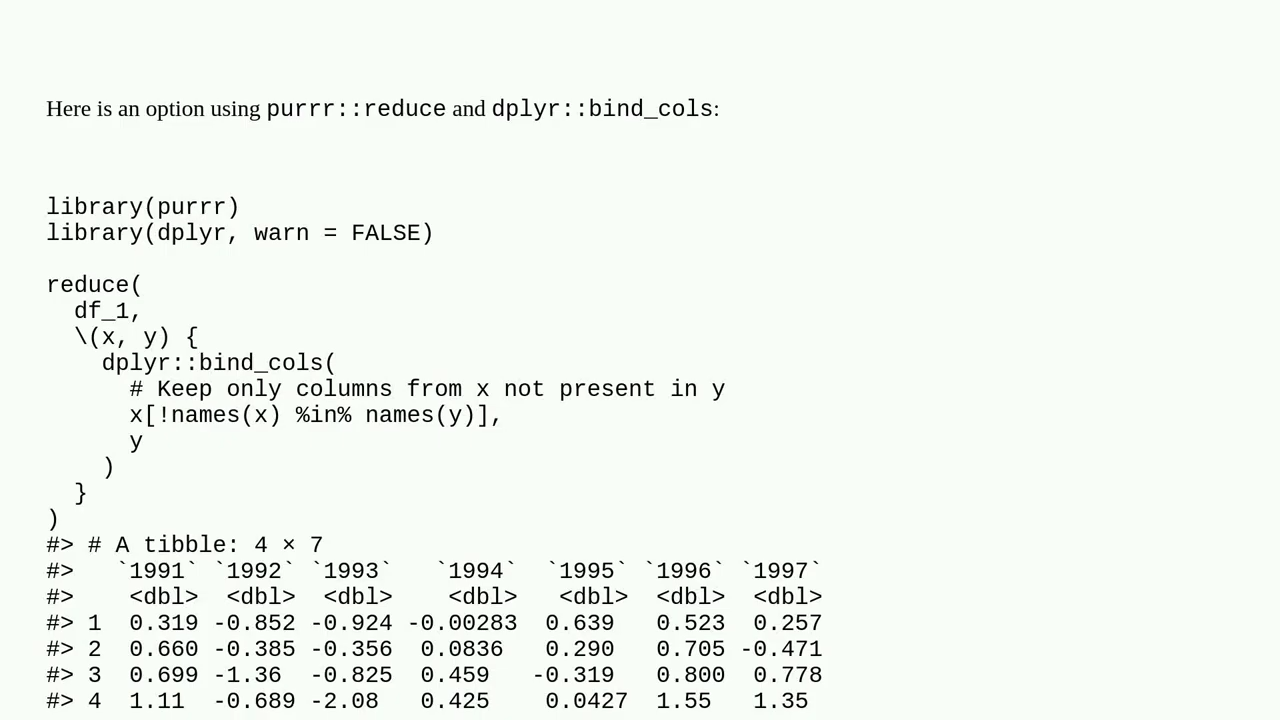 Here is an option using purrr::reduce and dplyr::bind_cols:
library(purrr)
library(dplyr, warn = FALSE)
reduce(
  df_1,
  \(x, y) {
    dplyr::bind_cols(
      # Keep only columns from x not present in y
      x[!names(x) %in% names(y)],
      y
    )
  }
)
#> # A tibble: 4 × 7
#>   `1991` `1992` `1993`   `1994`  `1995` `1996` `1997`
#>    <dbl>  <dbl>  <dbl>    <dbl>   <dbl>  <dbl>  <dbl>
#> 1  0.319 -0.852 -0.924 -0.00283  0.639   0.523  0.257
#> 2  0.660 -0.385 -0.356  0.0836   0.290   0.705 -0.471
#> 3  0.699 -1.36  -0.825  0.459   -0.319   0.800  0.778
#> 4  1.11  -0.689 -2.08   0.425    0.0427  1.55   1.35